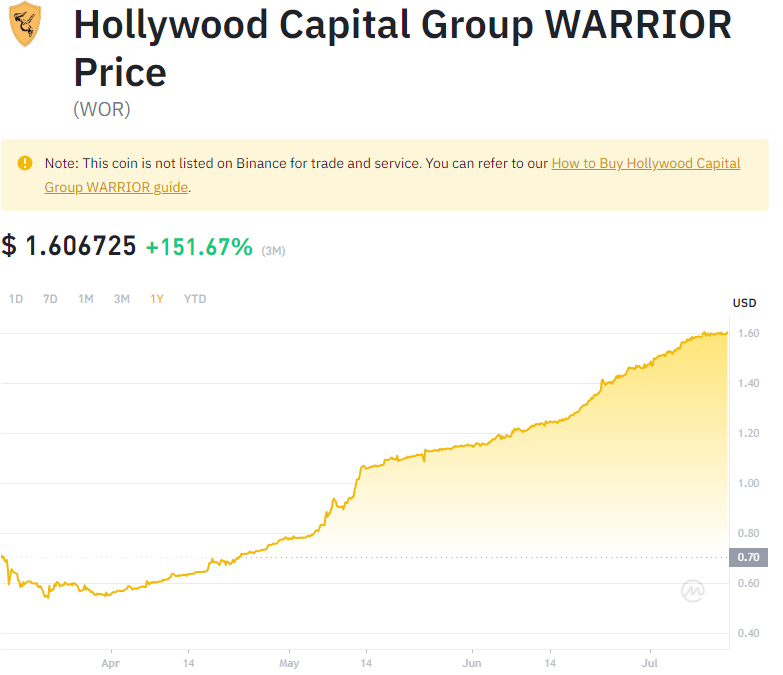 Hollywood Capital Group WARRIOR
Price
(WOR)
Note: This coin is not listed on Binance for trade and service. You can refer to our How to Buy Hollywood Capital
Group WARRIOR guide.
$ 1.606725 +151.67% (3M)
1D 7D 1M 3M 1Y YTD
USD
1.60
1.40
1.20
1.00
0.80
0.70
0.60
0.40
Apr 14 May 14 Jun 14 Jul